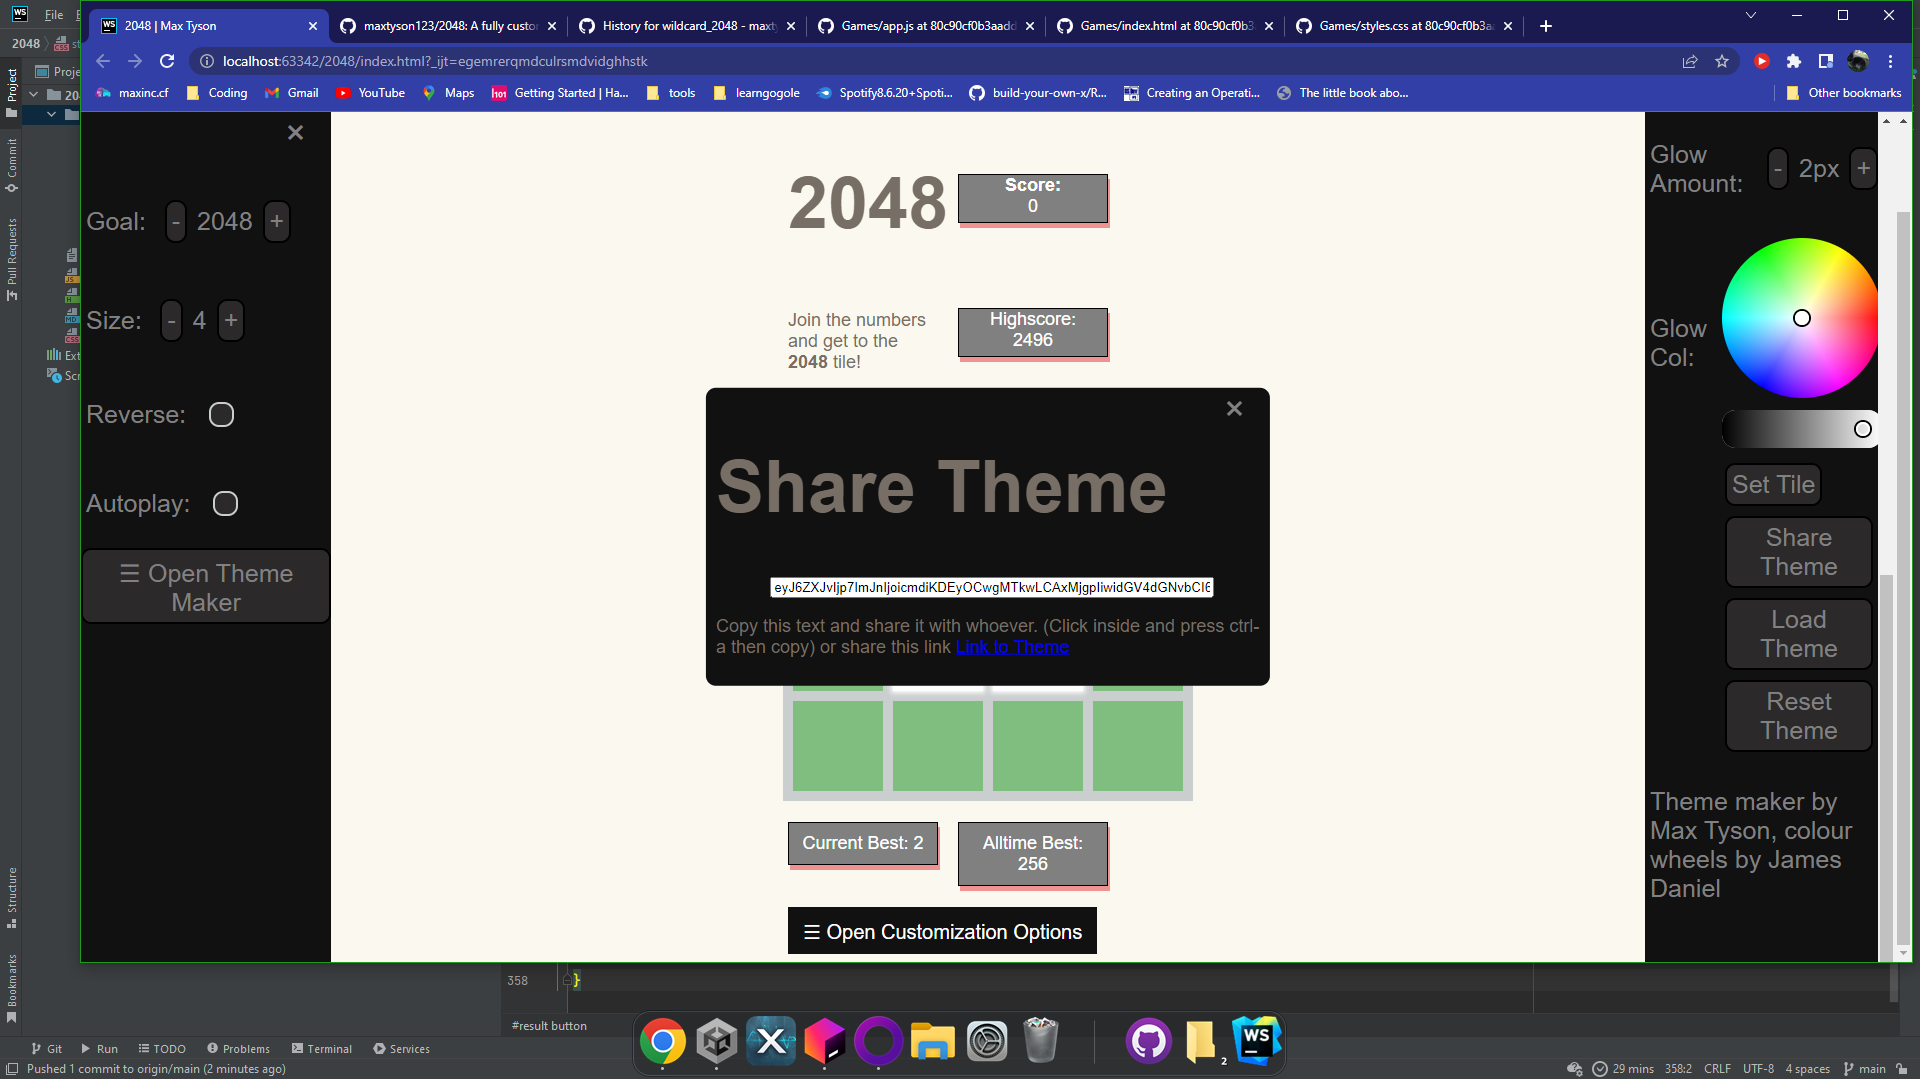 File
2048
2048 | Max Tyson
maxtyson123/2048: A fully custo
History for wildcard_2048 - maxt
Games/app.js at 80c90cf0b3aadd
Games/index.html at 80c90cf0b3
Games/styles.css at 80c90cf0b3aa
localhost:63342/2048/index.html?_ijt=egemrerqmdculrsmdvidghhstk
maxinc.cf
Coding
Gmail
YouTube
Maps
Getting Started | Ha...
tools
learngogole
Spotify8.6.20+Spoti...
build-your-own-x/R...
Creating an Operati...
The little book abo...
Other bookmarks
Project
Commit
Pull Requests
Structure
Bookmarks
Proje
20
Ext
Scr
Goal: - 2048 +
Size: - 4 +
Reverse:
Autoplay:
☰ Open Theme
Maker
2048
Score:
0
Join the numbers
and get to the
2048 tile!
Highscore:
2496
Share Theme
Copy this text and share it with whoever. (Click inside and press ctrl-
a then copy) or share this link Link to Theme
Current Best: 2
Alltime Best:
256
☰ Open Customization Options
Glow
Amount: - 2px +
Glow
Col:
Set Tile
Share
Theme
Load
Theme
Reset
Theme
Theme maker by
Max Tyson, colour
wheels by James
Daniel
358 }
#result button
WS
2
Git
Run
TODO
Problems
Terminal
Services
Pushed 1 commit to origin/main (2 minutes ago)
29 mins
358:2
CRLF
UTF-8
4 spaces
main